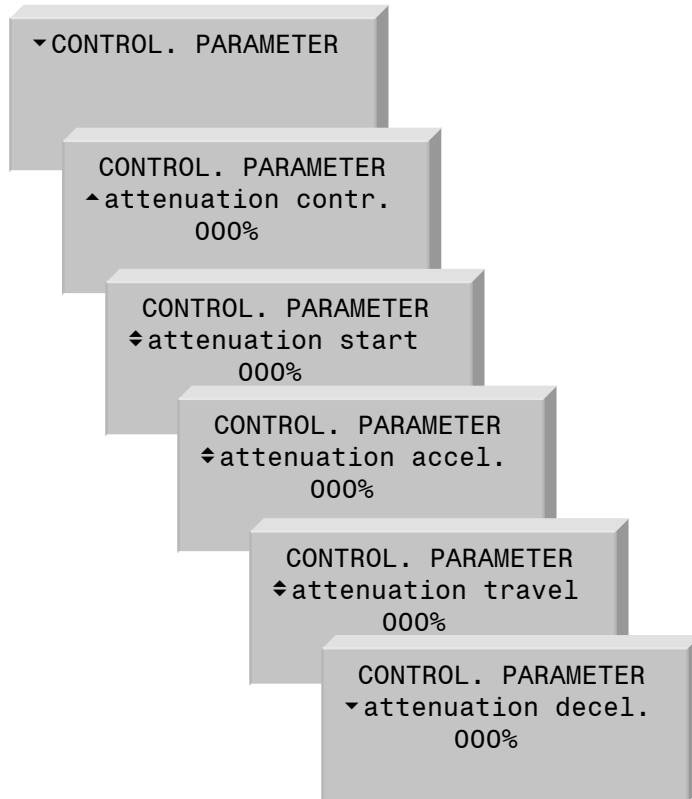 ▾CONTROL. PARAMETER
CONTROL. PARAMETER
▴attenuation contr.
000%
CONTROL. PARAMETER
♦attenuation start
000%
CONTROL. PARAMETER
♦attenuation accel.
000%
CONTROL. PARAMETER
♦attenuation travel
000%
CONTROL. PARAMETER
▾attenuation decel.
000%